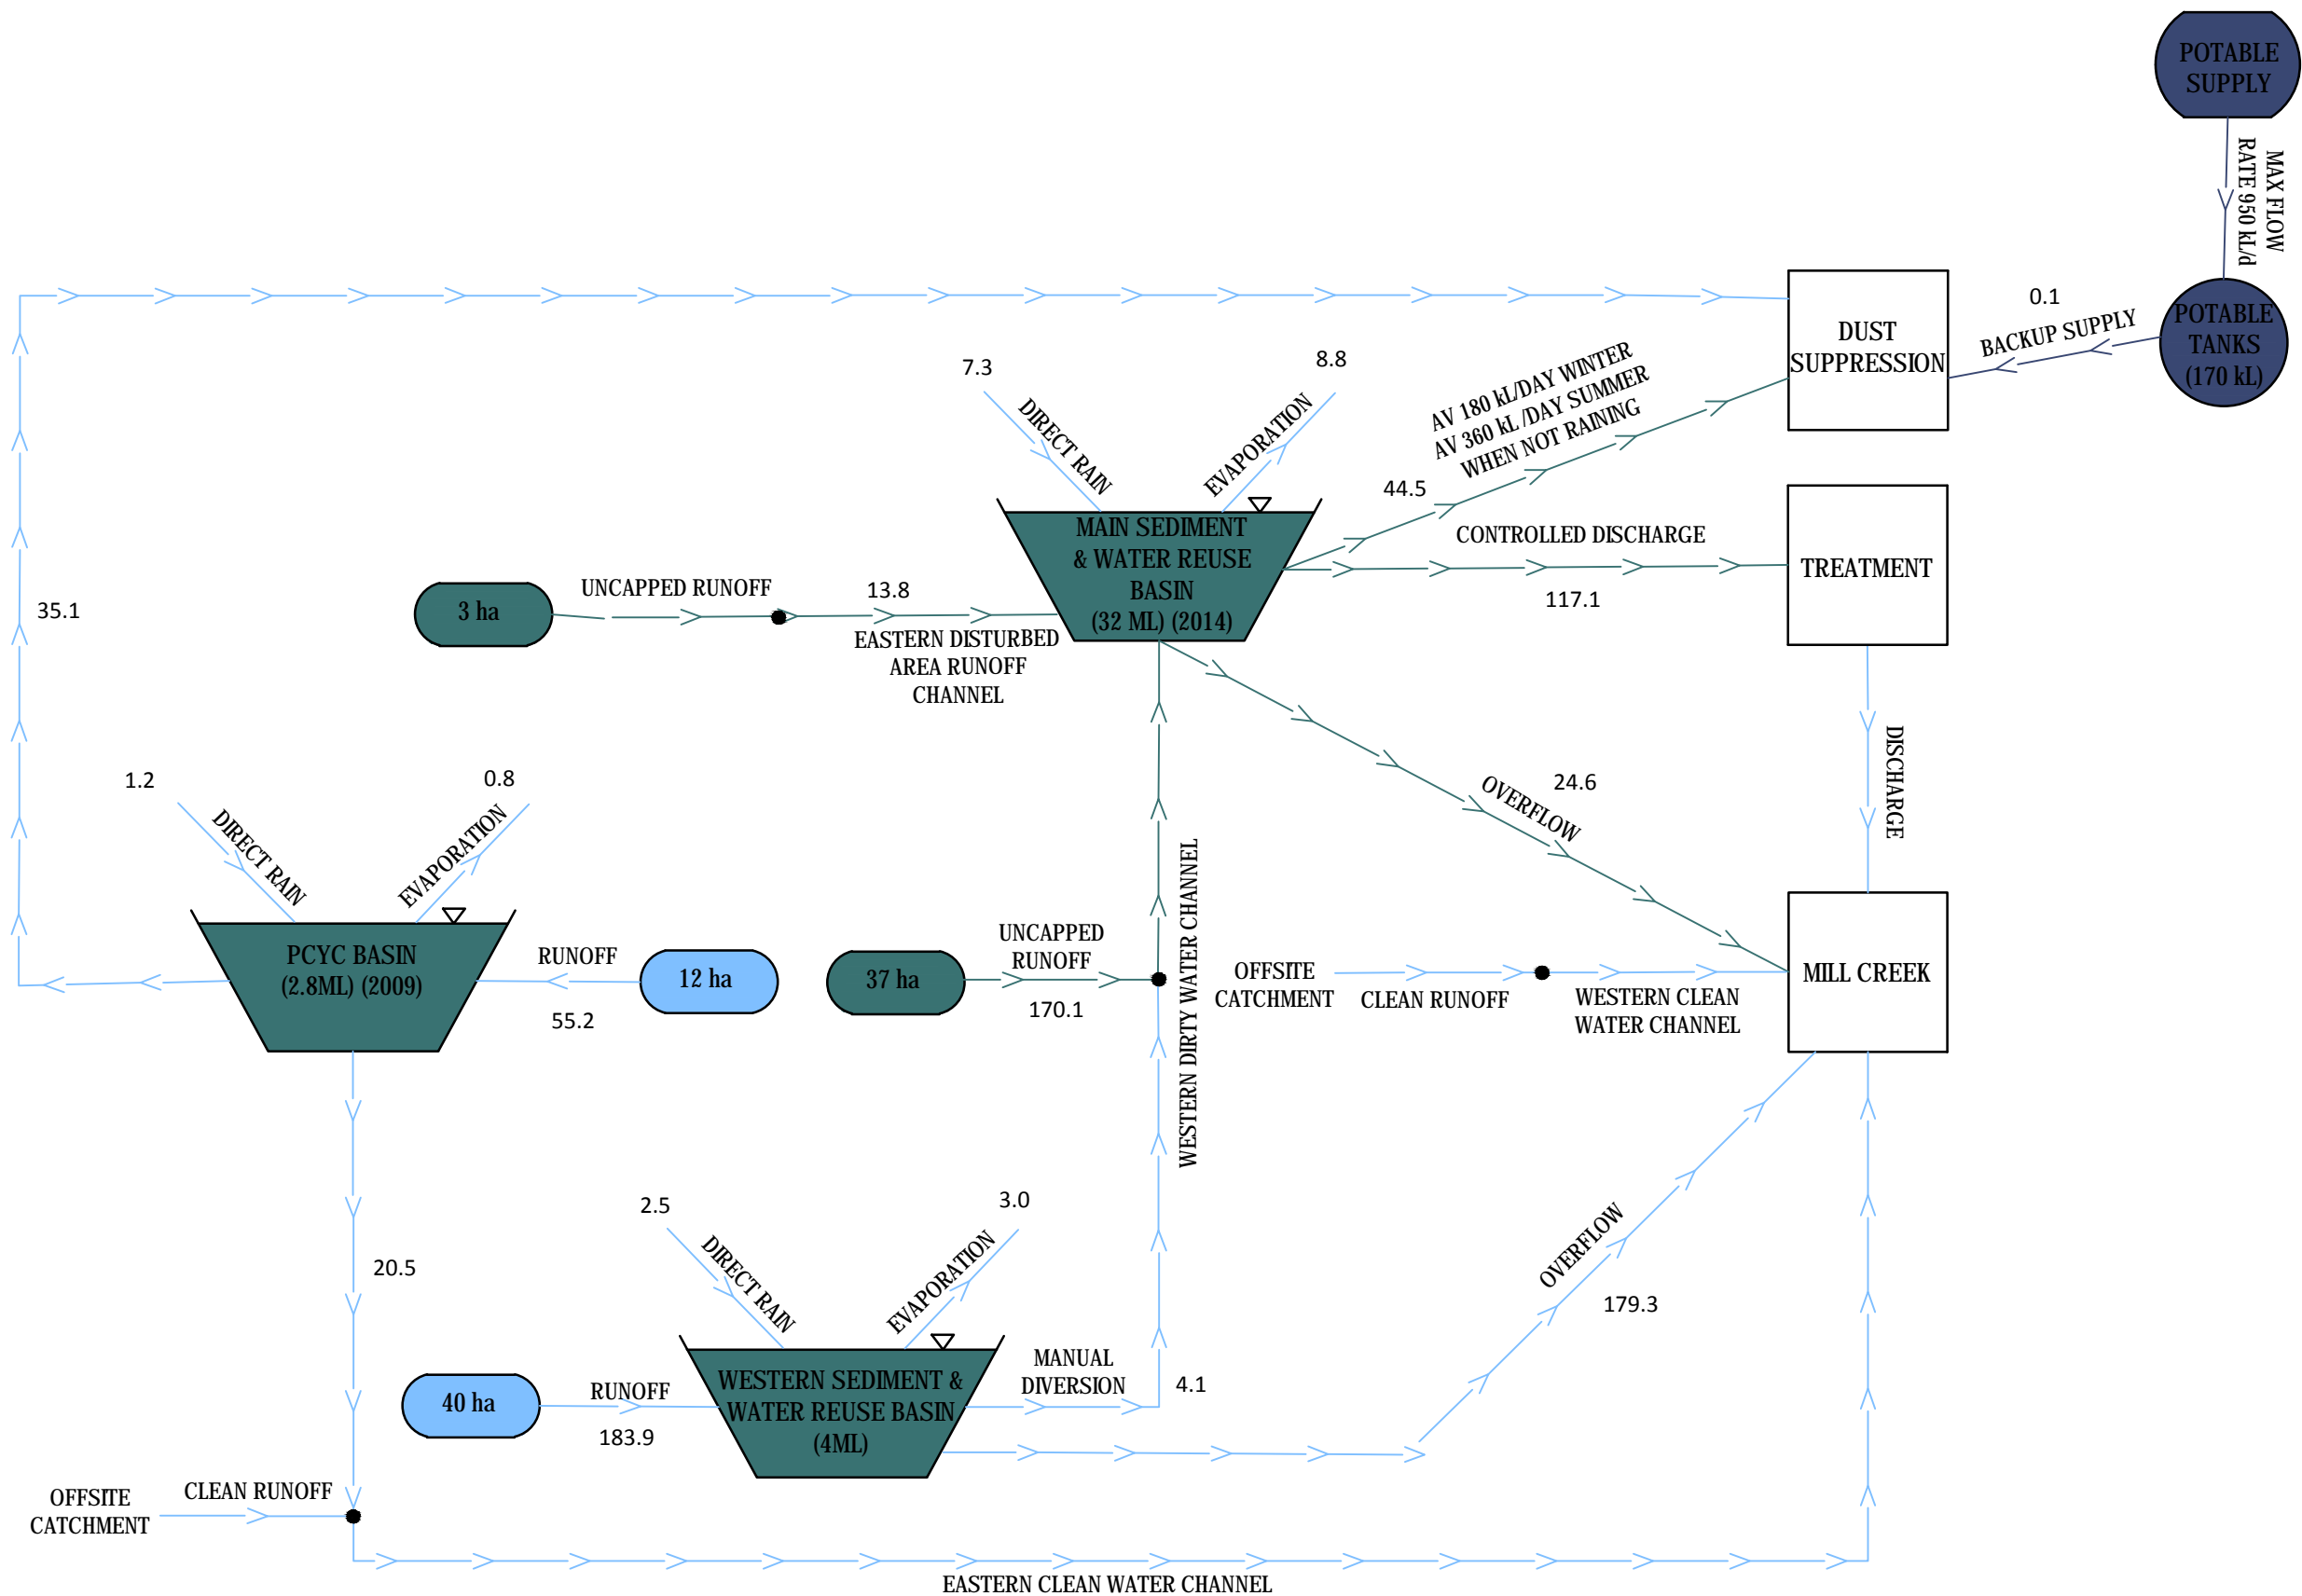 POTABLE
SUPPLY
MAX FLOW
RATE 950 kL/d
0.1
BACKUP SUPPLY
POTABLE
TANKS
(170 kL)
DUST
SUPPRESSION
7.3
DIRECT RAIN
8.8
EVAPORATION
AV 180 kL/DAY WINTER
AV 360 kL /DAY SUMMER
WHEN NOT RAINING
44.5
MAIN SEDIMENT
& WATER REUSE
BASIN
(32 ML) (2014)
CONTROLLED DISCHARGE
117.1
TREATMENT
3 ha
UNCAPPED RUNOFF
13.8
EASTERN DISTURBED
AREA RUNOFF
CHANNEL
35.1
DISCHARGE
24.6
OVERFLOW
1.2
DIRECT RAIN
0.8
EVAPORATION
PCYC BASIN
(2.8ML) (2009)
RUNOFF
55.2
12 ha
37 ha
UNCAPPED
RUNOFF
170.1
WESTERN DIRTY WATER CHANNEL
OFFSITE
CATCHMENT
CLEAN RUNOFF
WESTERN CLEAN
WATER CHANNEL
MILL CREEK
20.5
2.5
DIRECT RAIN
3.0
EVAPORATION
OVERFLOW
179.3
40 ha
RUNOFF
183.9
WESTERN SEDIMENT &
WATER REUSE BASIN
(4ML)
MANUAL
DIVERSION
4.1
OFFSITE
CATCHMENT
CLEAN RUNOFF
EASTERN CLEAN WATER CHANNEL